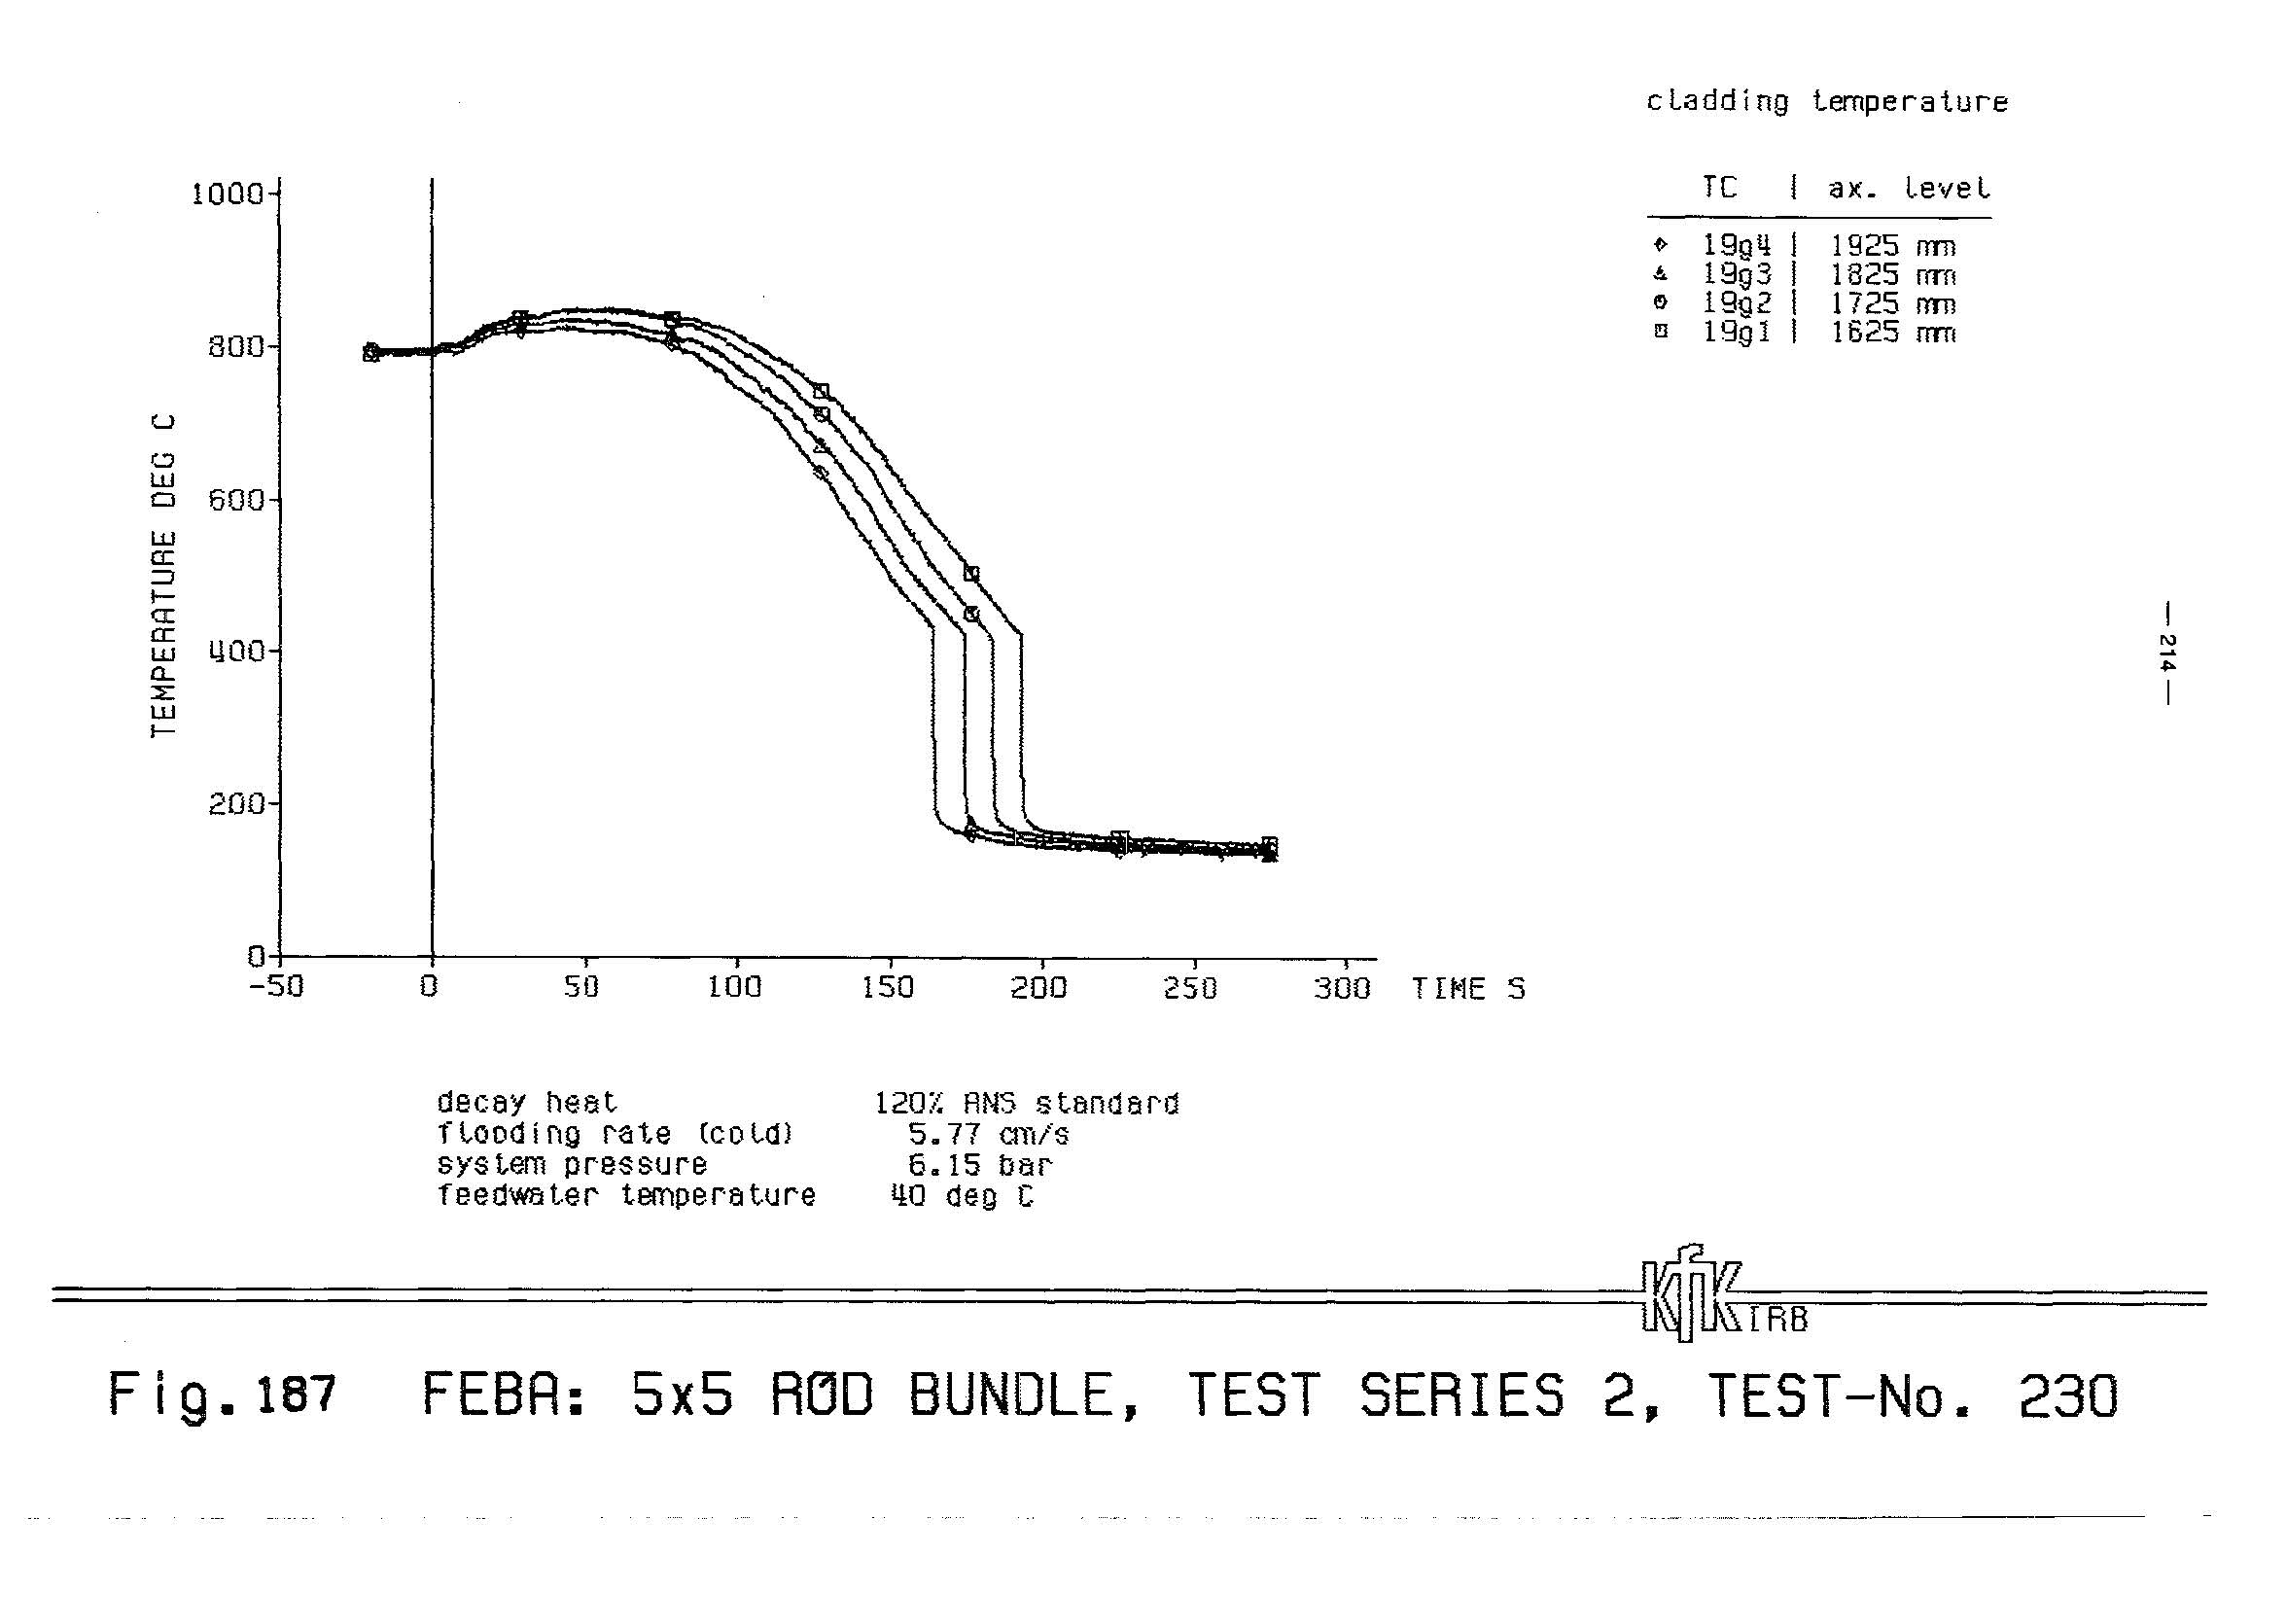 cladding temperature
TC | ax. level
19g4 | 1925 mm
19g3 | 1825 mm
19g2 | 1725 mm
19g1 | 1625 mm
1000
800
600
400
200
0
TEMPERATURE DEG C
-50 0 50 100 150 200 250 300 TIME S
— 214 —
decay heat 120% ANS standard
flooding rate (cold) 5.77 cm/s
system pressure 6.15 bar
feedwater temperature 40 deg C
KfK IRB
Fig. 187 FEBA: 5x5 RØD BUNDLE, TEST SERIES 2, TEST-No. 230